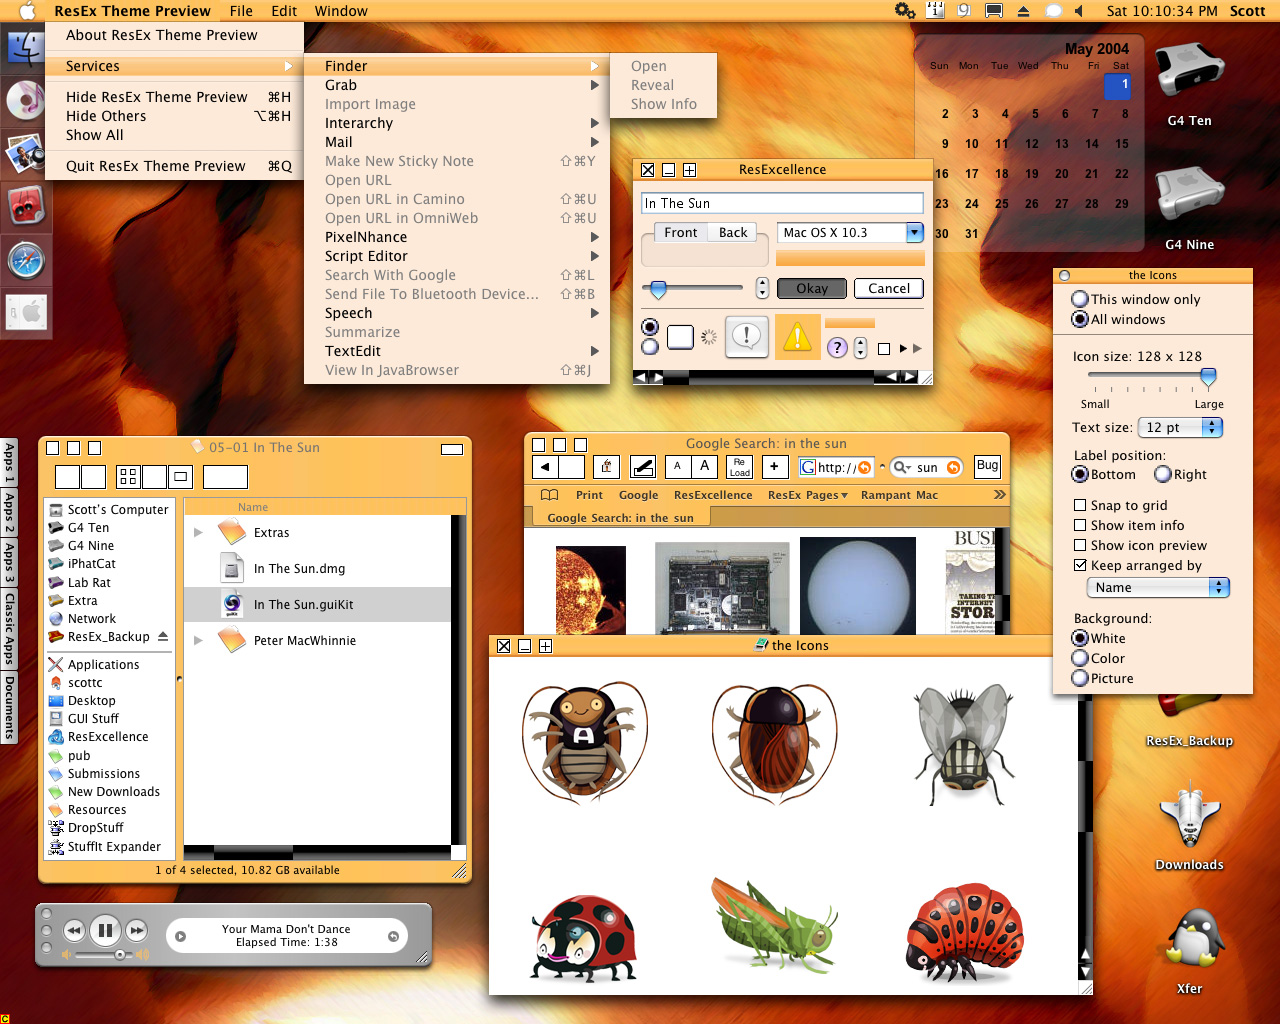 ResEx Theme Preview File Edit Window
Sat 10:10:34 PM Scott
About ResEx Theme Preview
Services
Hide ResEx Theme Preview ⌘H
Hide Others ⌥⌘H
Show All
Quit ResEx Theme Preview ⌘Q
Finder
Grab
Import Image
Interarchy
Mail
Make New Sticky Note ⇧⌘Y
Open URL
Open URL in Camino ⇧⌘U
Open URL in OmniWeb ⇧⌘U
PixelNhance
Script Editor
Search With Google ⇧⌘L
Send File To Bluetooth Device... ⇧⌘B
Speech
Summarize
TextEdit
View In JavaBrowser ⇧⌘J
Open
Reveal
Show Info
May 2004
Sun Mon Tue Wed Thu Fri Sat
1
2 3 4 5 6 7 8
9 10 11 12 13 14 15
16 17 18 19 20 21 22
23 24 25 26 27 28 29
30 31
G4 Ten
G4 Nine
ResExcellence
In The Sun
Front Back
Mac OS X 10.3
Okay
Cancel
the Icons
This window only
All windows
Icon size: 128 x 128
Small Large
Text size: 12 pt
Label position:
Bottom Right
Snap to grid
Show item info
Show icon preview
Keep arranged by
Name
Background:
White
Color
Picture
Apps 1
Apps 2
Apps 3
Classic Apps
Documents
05-01 In The Sun
Scott's Computer
G4 Ten
G4 Nine
iPhatCat
Lab Rat
Extra
Network
ResEx_Backup
Applications
scottc
Desktop
GUI Stuff
ResExcellence
pub
Submissions
New Downloads
Resources
DropStuff
StuffIt Expander
Name
Extras
In The Sun.dmg
In The Sun.guiKit
Peter MacWhinnie
1 of 4 selected, 10.82 GB available
Google Search: in the sun
A A
Re Load
http://
sun
Bug
Print Google ResExcellence ResEx Pages Rampant Mac
Google Search: in the sun
BUSI
TAKING T
INTERNET
STOR
the Icons
A
Your Mama Don't Dance
Elapsed Time: 1:38
ResEx_Backup
Downloads
Xfer